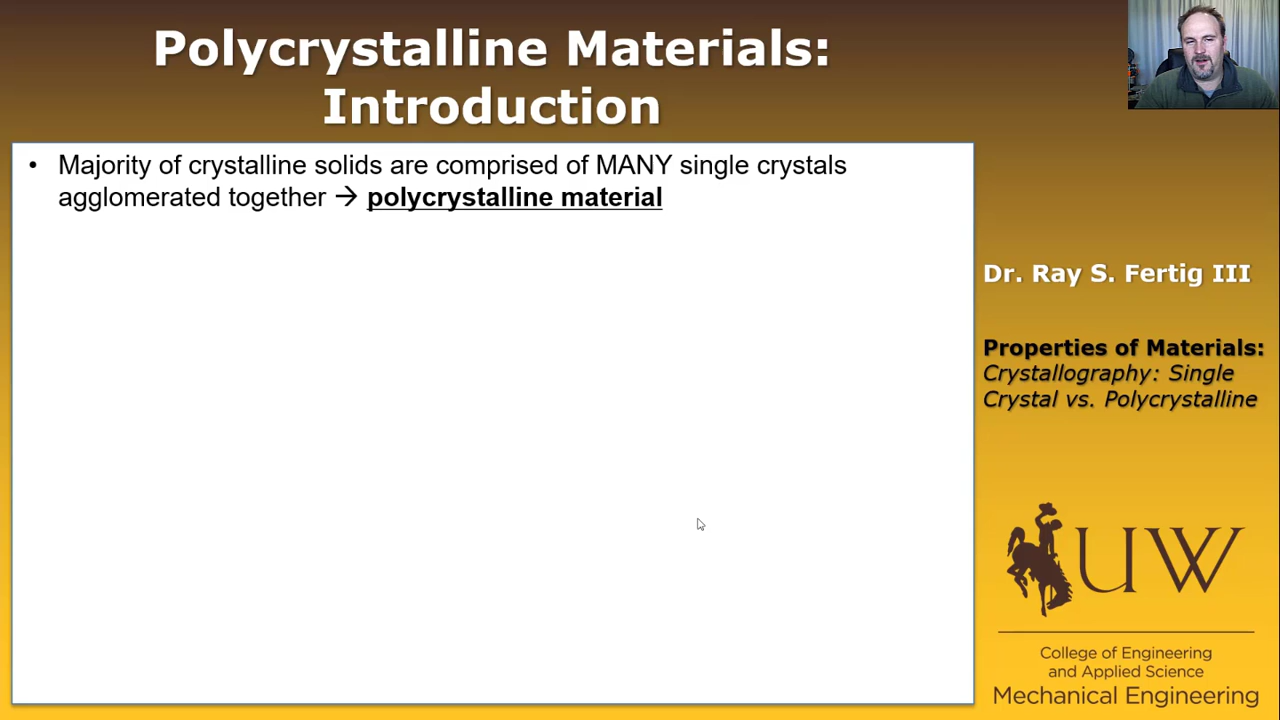 Polycrystalline Materials:
Introduction
• Majority of crystalline solids are comprised of MANY single crystals
agglomerated together → polycrystalline material
Dr. Ray S. Fertig III
Properties of Materials:
Crystallography: Single
Crystal vs. Polycrystalline
UW
College of Engineering
and Applied Science
Mechanical Engineering